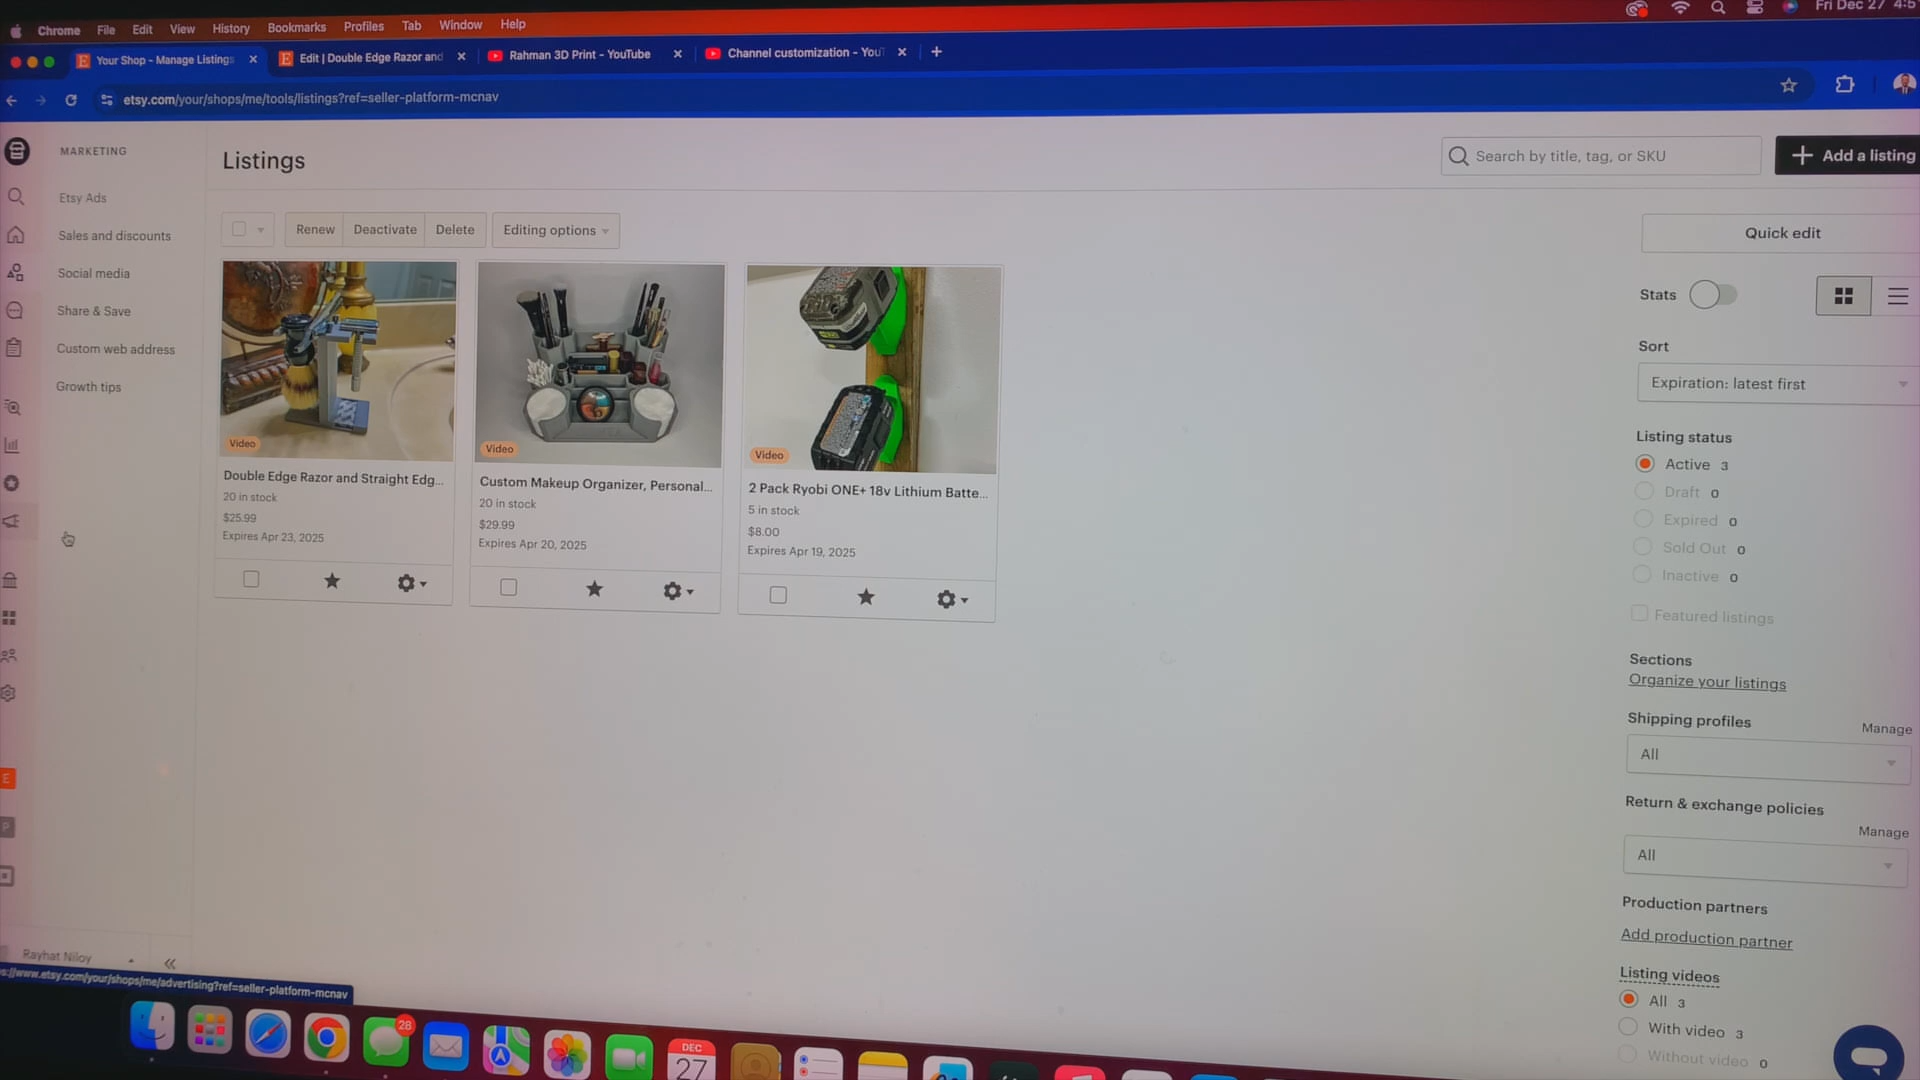 Chrome File Edit View History Bookmarks Profiles Tab Window Help
Fri Dec 27 4:5
Your Shop - Manage Listings
Edit | Double Edge Razor and
Rahman 3D Print - YouTube
Channel customization - YouT
etsy.com/your/shops/me/tools/listings?ref=seller-platform-mcnav
MARKETING
Etsy Ads
Sales and discounts
Social media
Share & Save
Custom web address
Growth tips
Listings
Search by title, tag, or SKU
Add a listing
Renew Deactivate Delete Editing options
Video
Double Edge Razor and Straight Edg...
20 in stock
$25.99
Expires Apr 23, 2025
Video
Custom Makeup Organizer, Personal...
20 in stock
$29.99
Expires Apr 20, 2025
Video
2 Pack Ryobi ONE+ 18v Lithium Batte...
5 in stock
$8.00
Expires Apr 19, 2025
Quick edit
Stats
Sort
Expiration: latest first
Listing status
Active 3
Draft 0
Expired 0
Sold Out 0
Inactive 0
Featured listings
Sections
Organize your listings
Shipping profiles
Manage
All
Return & exchange policies
Manage
All
Production partners
Add production partner
Listing videos
All 3
With video 3
Without video 0
Rayhat Niloy
s://www.etsy.com/your/shops/me/advertising?ref=seller-platform-mcnav
28
DEC
27